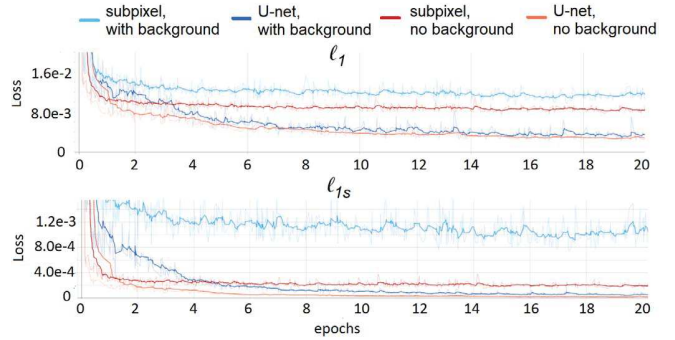 subpixel, with background
U-net, with background
subpixel, no background
U-net, no background
ℓ1
Loss
1.6e-2
8.0e-3
0
0 2 4 6 8 10 12 14 16 18 20
ℓ1s
Loss
1.2e-3
8.0e-4
4.0e-4
0
0 2 4 6 8 10 12 14 16 18 20
epochs